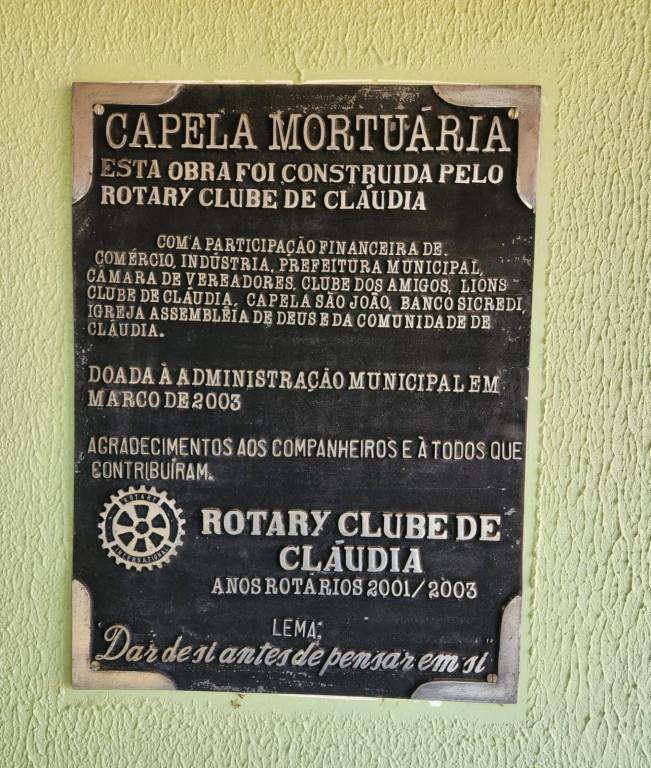 CAPELA MORTUÁRIA
ESTA OBRA FOI CONSTRUIDA PELO
ROTARY CLUBE DE CLÁUDIA
COM A PARTICIPAÇÃO FINANCEIRA DE,
COMÉRCIO, INDÚSTRIA, PREFEITURA MUNICIPAL,
CÂMARA DE VEREADORES, CLUBE DOS AMIGOS, LIONS
CLUBE DE CLÁUDIA, CAPELA SÃO JOÃO, BANCO SICREDI,
IGREJA ASSEMBLÉIA DE DEUS E DA COMUNIDADE DE
CLÁUDIA.
DOADA À ADMINISTRAÇÃO MUNICIPAL EM
MARCO DE 2003
AGRADECIMENTOS AOS COMPANHEIROS E À TODOS QUE
CONTRIBUÍRAM.
ROTARY
INTERNATIONAL
ROTARY CLUBE DE
CLÁUDIA
ANOS ROTÁRIOS 2001/2003
LEMA:
"Dar de si antes de pensar em si"